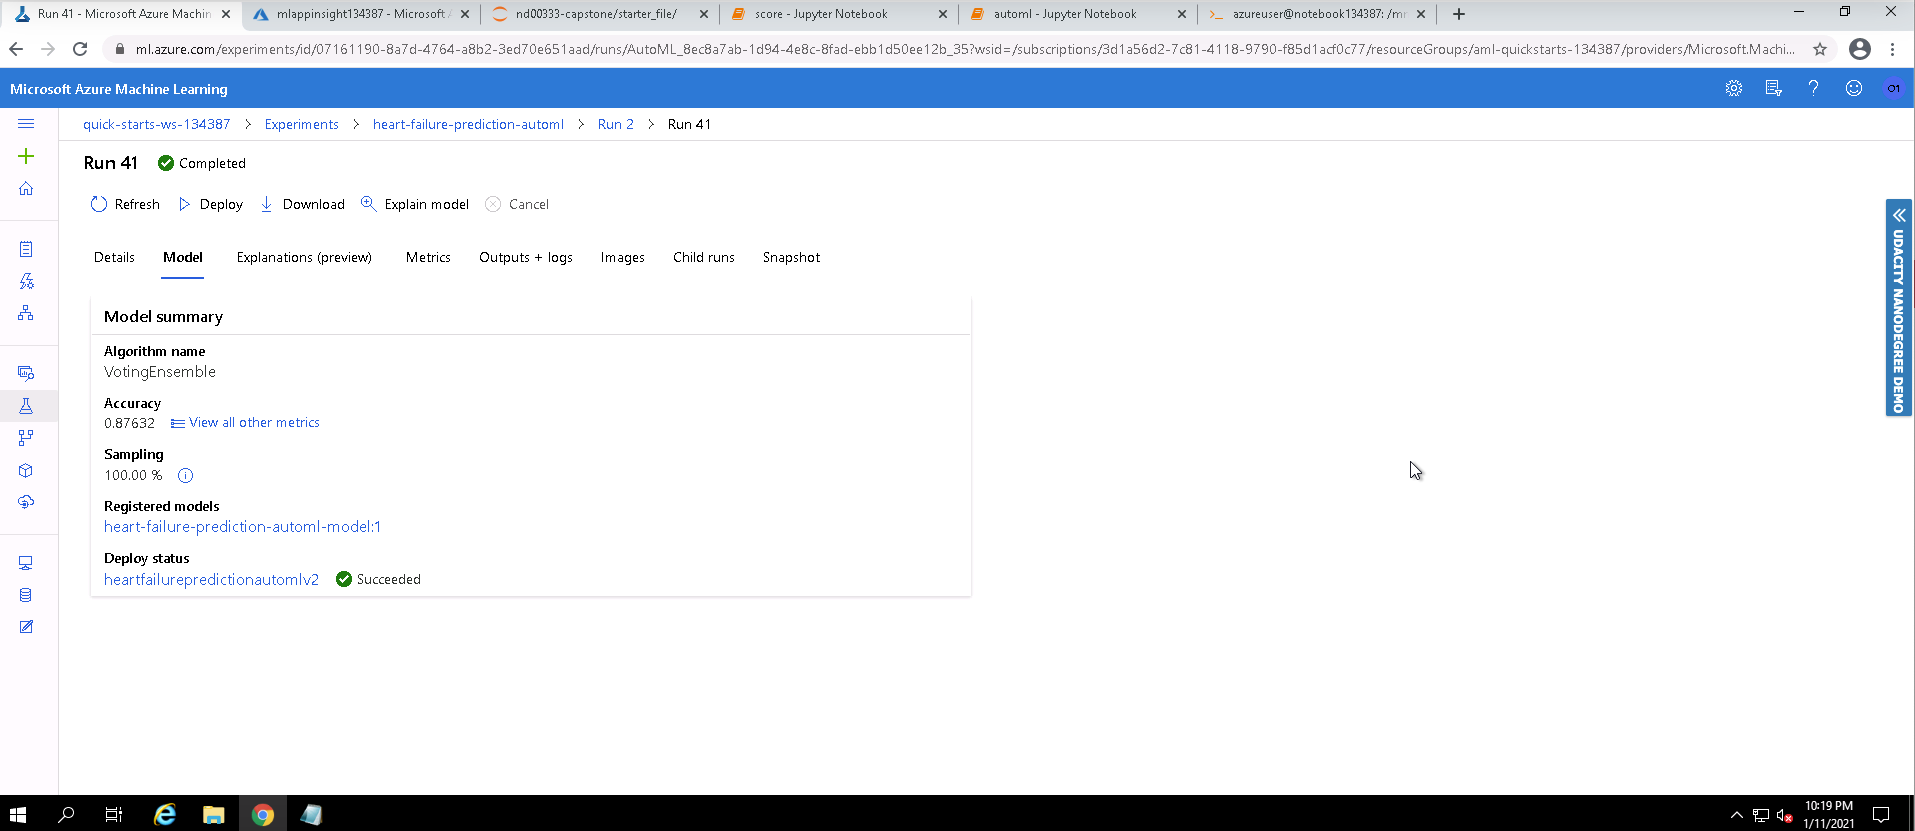 Run 41 - Microsoft Azure Machin
mlappinsight134387 - Microsoft A
nd00333-capstone/starter_file/
score - Jupyter Notebook
automl - Jupyter Notebook
azureuser@notebook134387: /mr
ml.azure.com/experiments/id/07161190-8a7d-4764-a8b2-3ed70e651aad/runs/AutoML_8ec8a7ab-1d94-4e8c-8fad-ebb1d50ee12b_35?wsid=/subscriptions/3d1a56d2-7c81-4118-9790-f85d1acf0c77/resourceGroups/aml-quickstarts-134387/providers/Microsoft.Machi...
Microsoft Azure Machine Learning
O1
quick-starts-ws-134387 > Experiments > heart-failure-prediction-automl > Run 2 > Run 41
Run 41 Completed
Refresh Deploy Download Explain model Cancel
Details Model Explanations (preview) Metrics Outputs + logs Images Child runs Snapshot
Model summary
Algorithm name
VotingEnsemble
Accuracy
0.87632 View all other metrics
Sampling
100.00 %
Registered models
heart-failure-prediction-automl-model:1
Deploy status
heartfailurepredictionautomlv2 Succeeded
UDACITY NANODEGREE DEMO
10:19 PM
1/11/2021